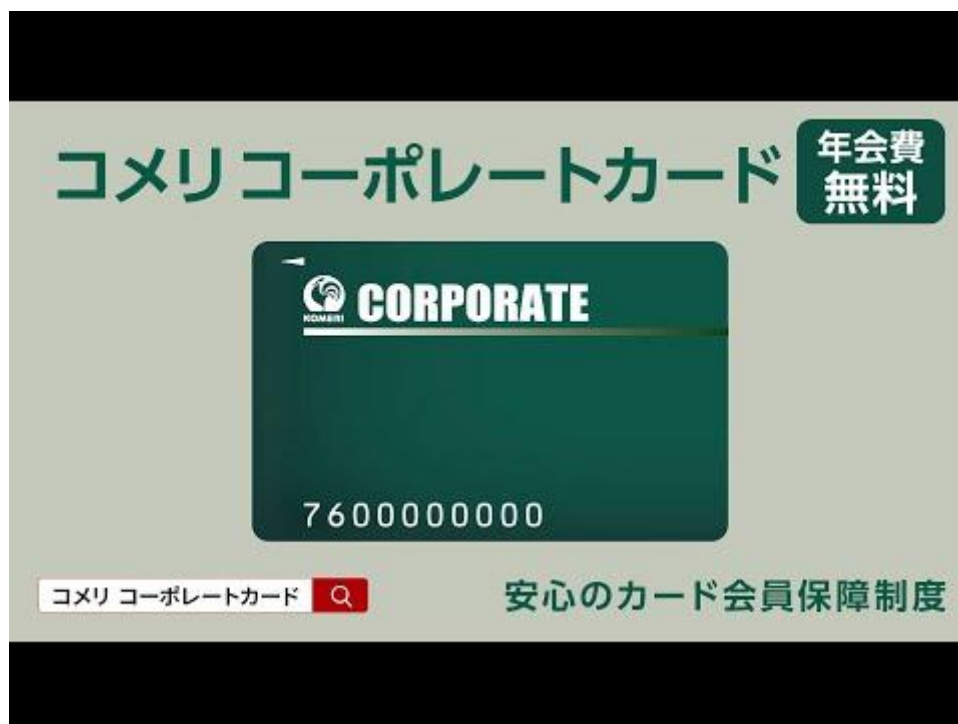 コメリ コーポレートカード
年会費
無料
KOMERI
CORPORATE
7600000000
コメリ コーポレートカード
安心のカード会員保障制度